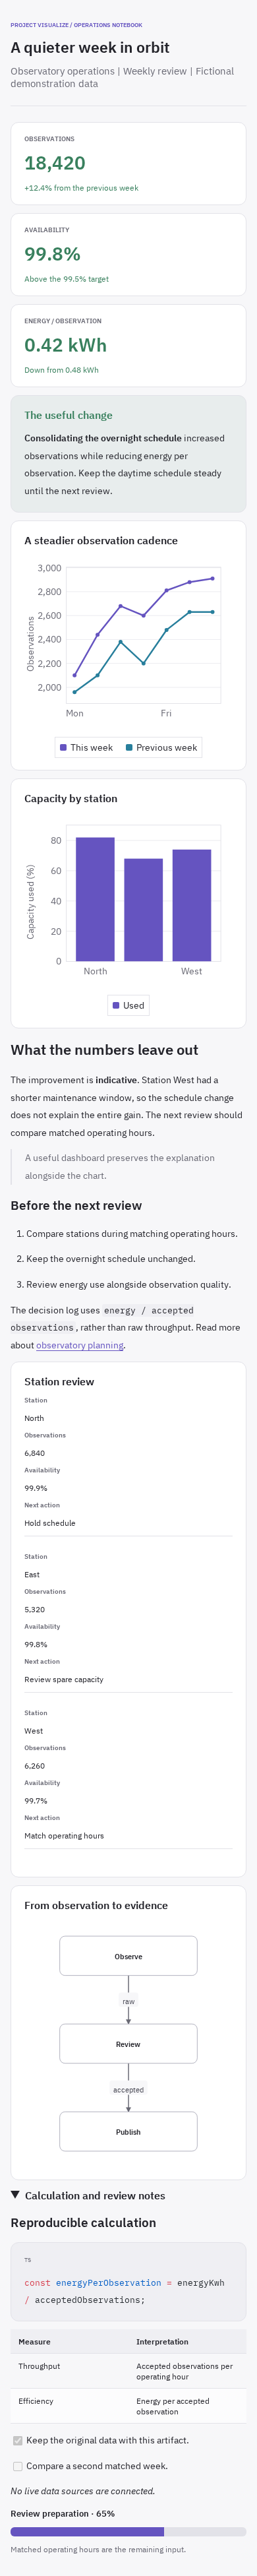 PROJECT VISUALIZE / OPERATIONS NOTEBOOK
A quieter week in orbit
Observatory operations | Weekly review | Fictional
demonstration data
OBSERVATIONS
18,420
+12.4% from the previous week
AVAILABILITY
99.8%
Above the 99.5% target
ENERGY / OBSERVATION
0.42 kWh
Down from 0.48 kWh
The useful change
Consolidating the overnight schedule increased
observations while reducing energy per
observation. Keep the daytime schedule steady
until the next review.
A steadier observation cadence
3,000
2,800
2,600
2,400
2,200
2,000
Observations
Mon
Fri
This week
Previous week
Capacity by station
80
60
40
20
0
Capacity used (%)
North
West
Used
What the numbers leave out
The improvement is indicative. Station West had a
shorter maintenance window, so the schedule change
does not explain the entire gain. The next review should
compare matched operating hours.
A useful dashboard preserves the explanation
alongside the chart.
Before the next review
1. Compare stations during matching operating hours.
2. Keep the overnight schedule unchanged.
3. Review energy use alongside observation quality.
The decision log uses energy / accepted
observations, rather than raw throughput. Read more
about observatory planning.
Station review
Station
North
Observations
6,840
Availability
99.9%
Next action
Hold schedule
Station
East
Observations
5,320
Availability
99.8%
Next action
Review spare capacity
Station
West
Observations
6,260
Availability
99.7%
Next action
Match operating hours
From observation to evidence
Observe
raw
Review
accepted
Publish
Calculation and review notes
Reproducible calculation
TS
const energyPerObservation = energyKwh
/ acceptedObservations;
Measure Interpretation
Throughput Accepted observations per
operating hour
Efficiency Energy per accepted
observation
Keep the original data with this artifact.
Compare a second matched week.
No live data sources are connected.
Review preparation · 65%
Matched operating hours are the remaining input.